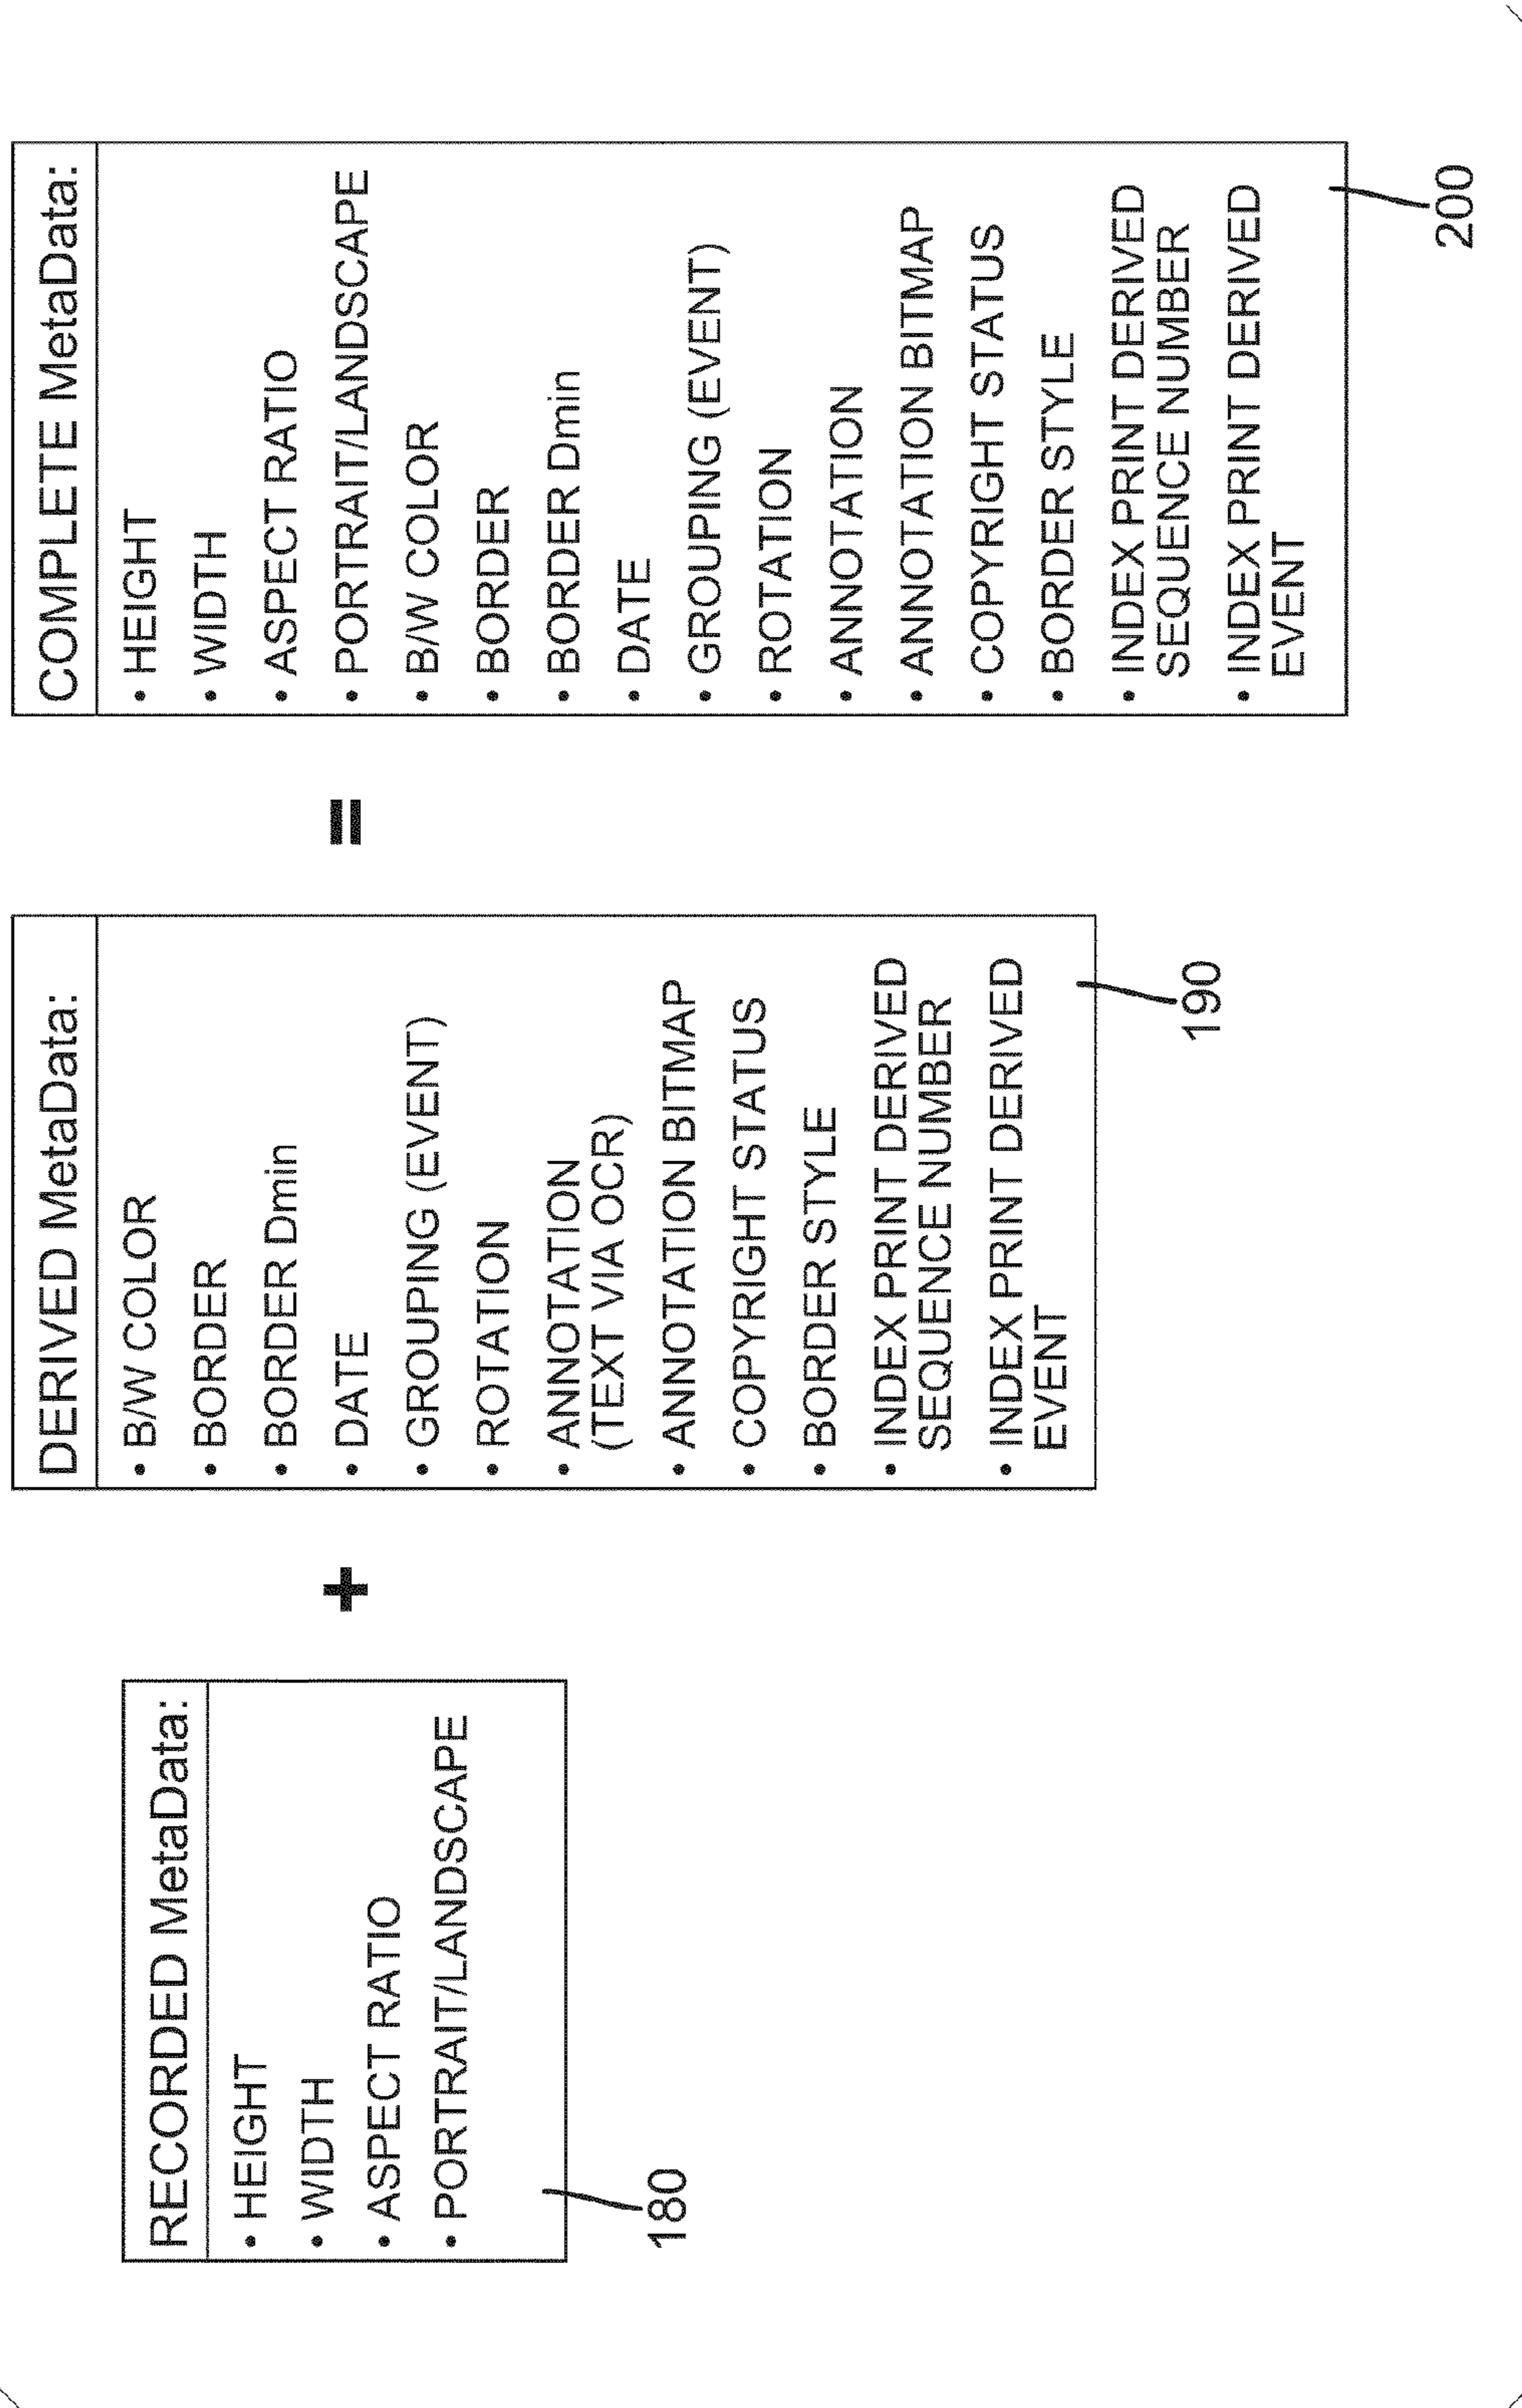 RECORDED MetaData:
• HEIGHT
• WIDTH
• ASPECT RATIO
• PORTRAIT/LANDSCAPE
180
+
DERIVED MetaData:
• B/W COLOR
• BORDER
• BORDER Dmin
• DATE
• GROUPING (EVENT)
• ROTATION
• ANNOTATION
(TEXT VIA OCR)
• ANNOTATION BITMAP
• COPYRIGHT STATUS
• BORDER STYLE
• INDEX PRINT DERIVED
SEQUENCE NUMBER
• INDEX PRINT DERIVED
EVENT
190
=
COMPLETE MetaData:
• HEIGHT
• WIDTH
• ASPECT RATIO
• PORTRAIT/LANDSCAPE
• B/W COLOR
• BORDER
• BORDER Dmin
• DATE
• GROUPING (EVENT)
• ROTATION
• ANNOTATION
• ANNOTATION BITMAP
• COPYRIGHT STATUS
• BORDER STYLE
• INDEX PRINT DERIVED
SEQUENCE NUMBER
• INDEX PRINT DERIVED
EVENT
200